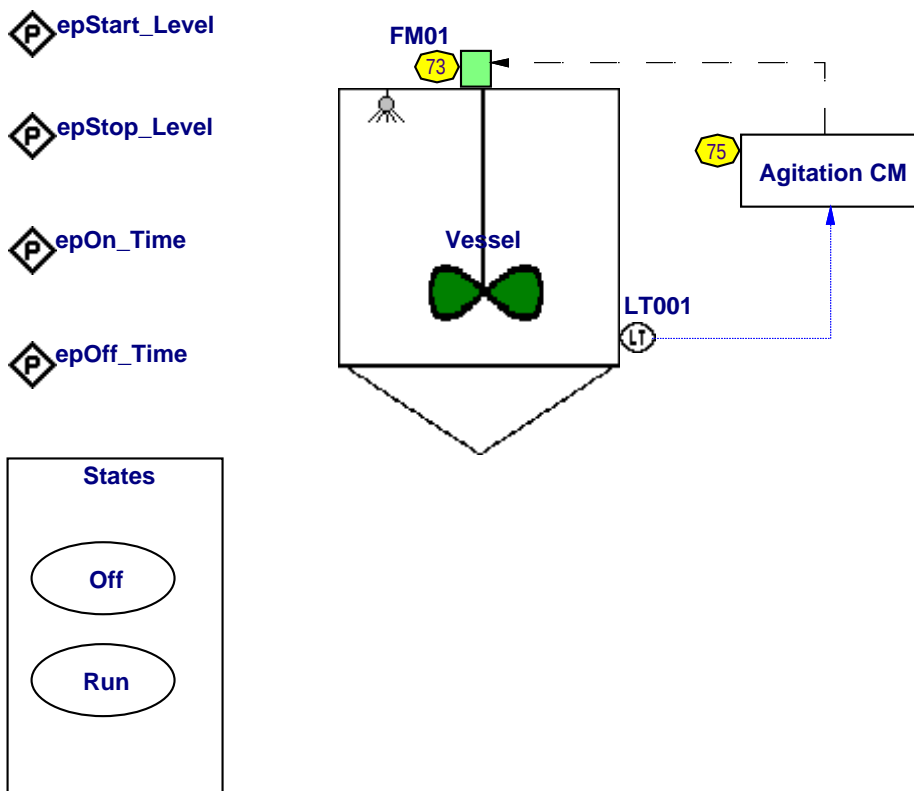 P epStart_Level
P epStop_Level
P epOn_Time
P epOff_Time
FM01
73
75
Agitation CM
Vessel
LT001
LT
States
Off
Run